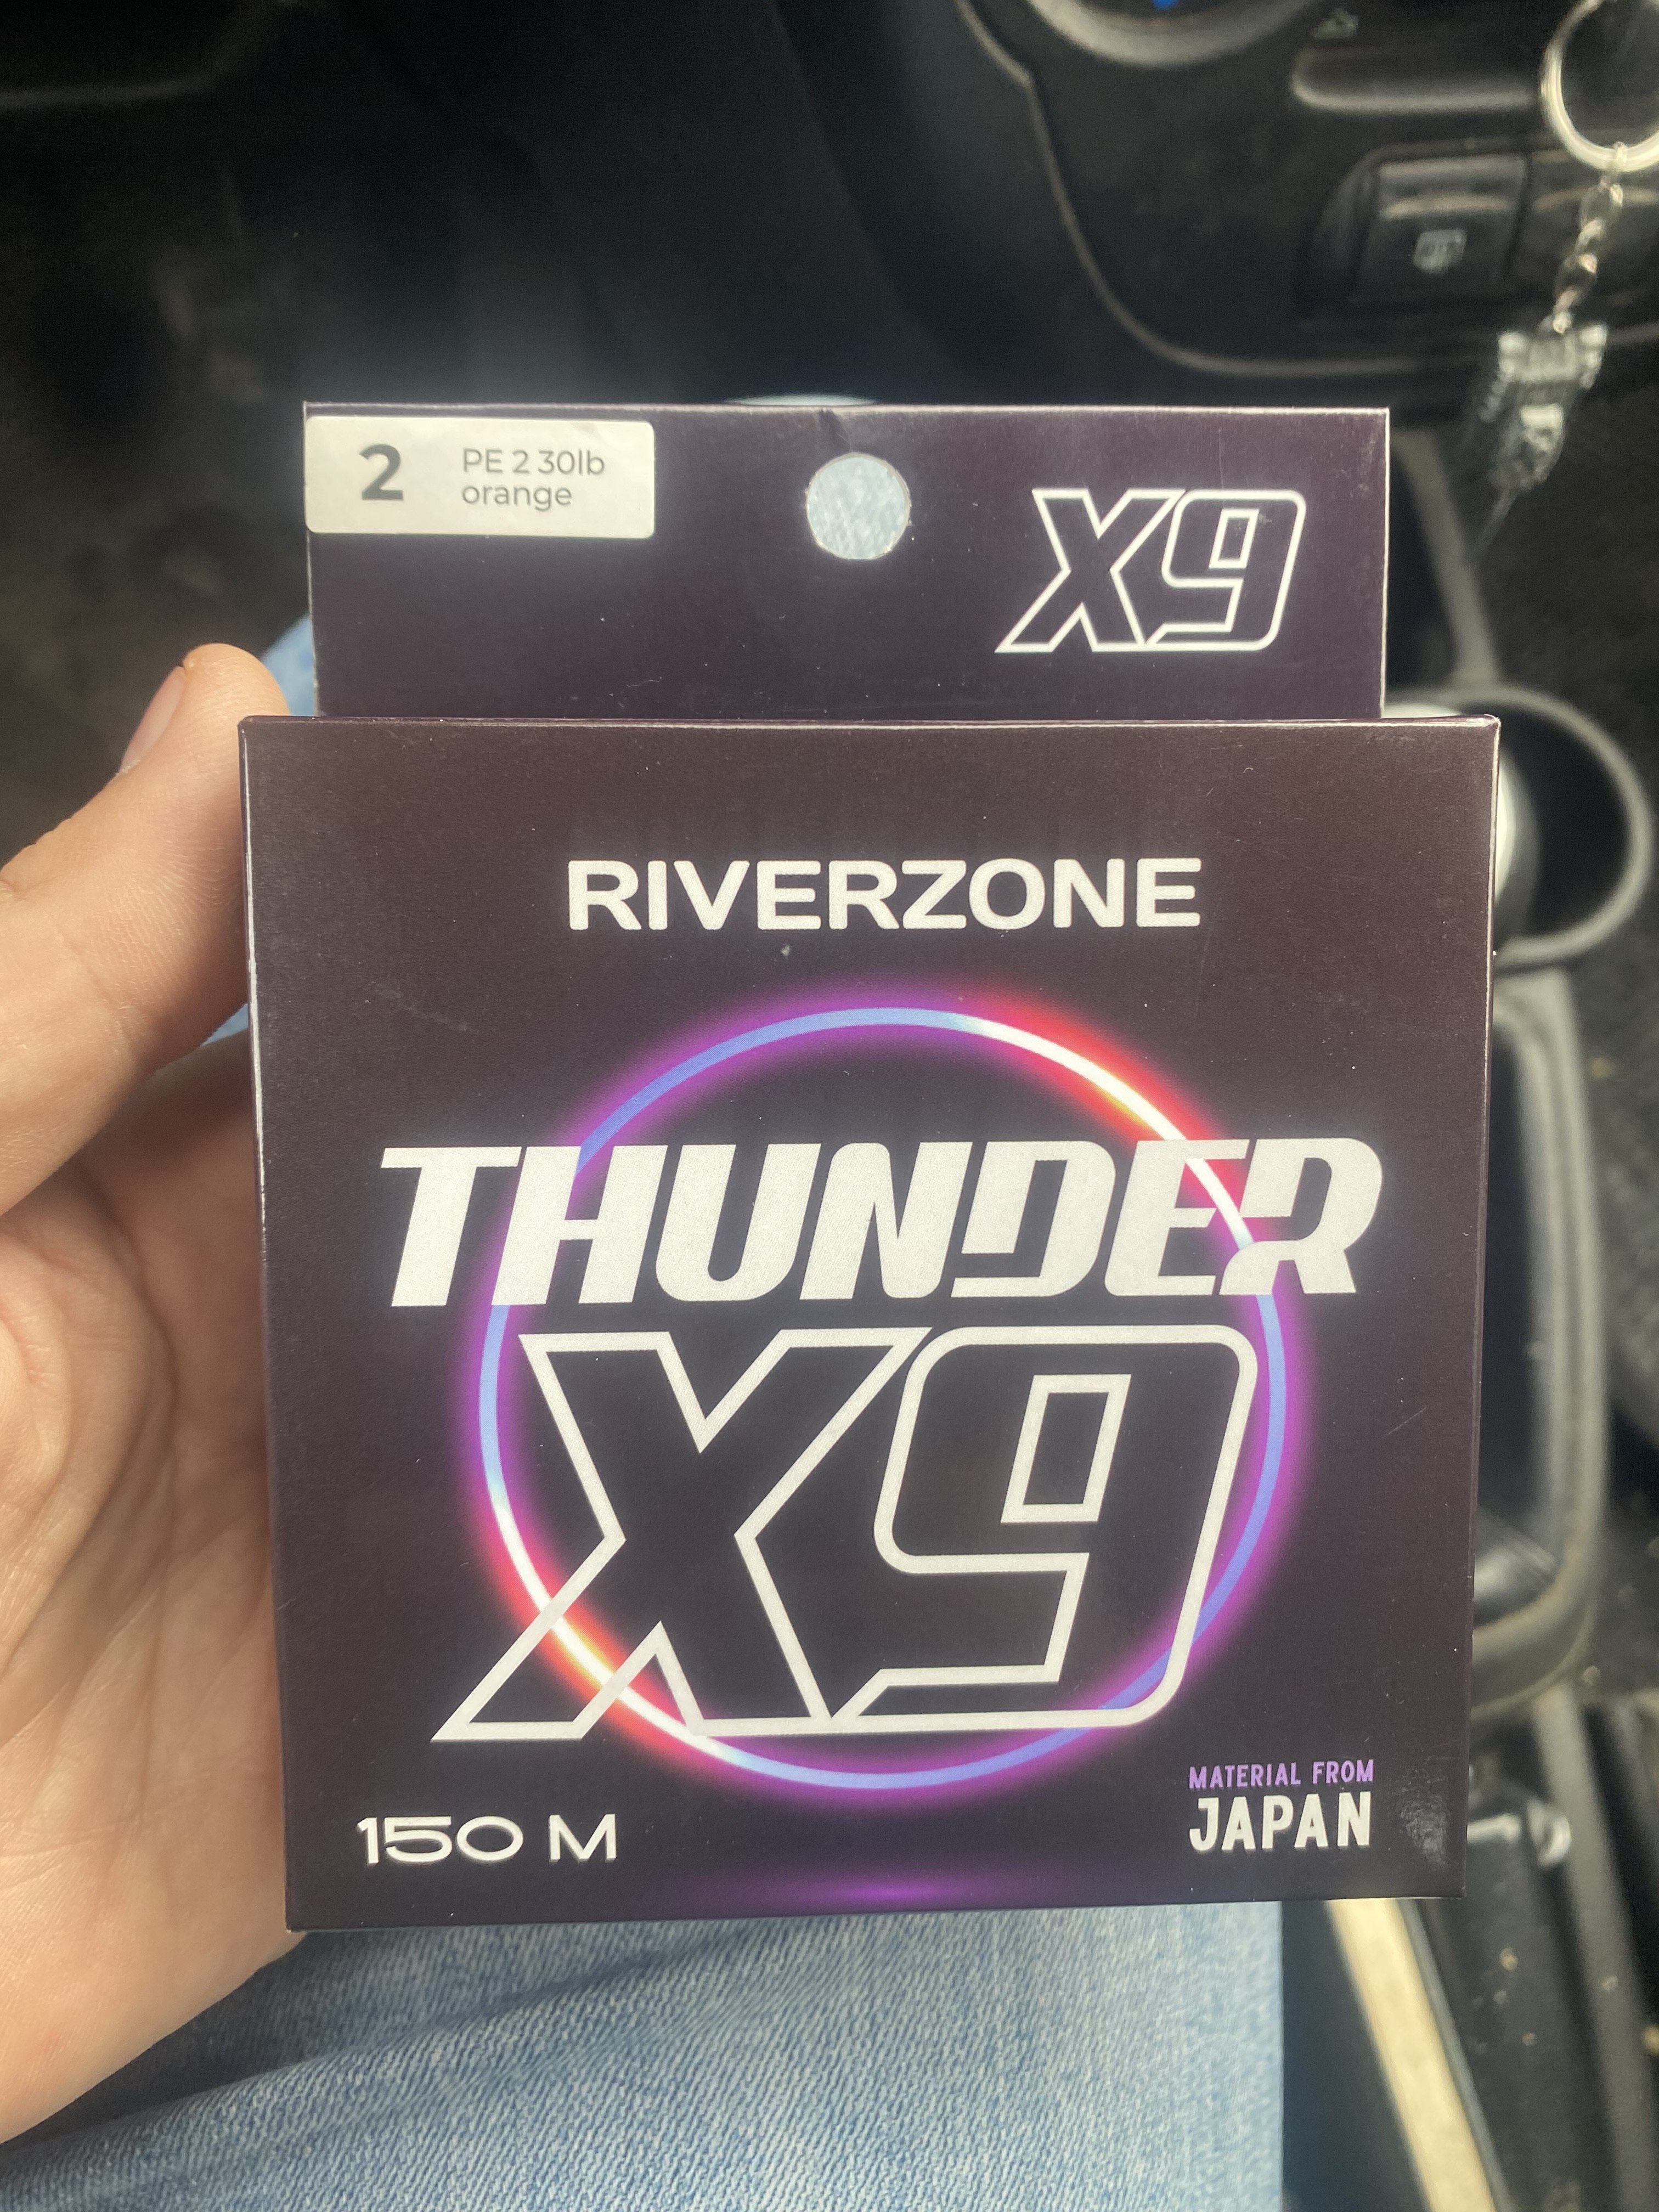 2
PE 2 30lb
orange
X9
RIVERZONE
THUNDER
X9
MATERIAL FROM
JAPAN
150 M